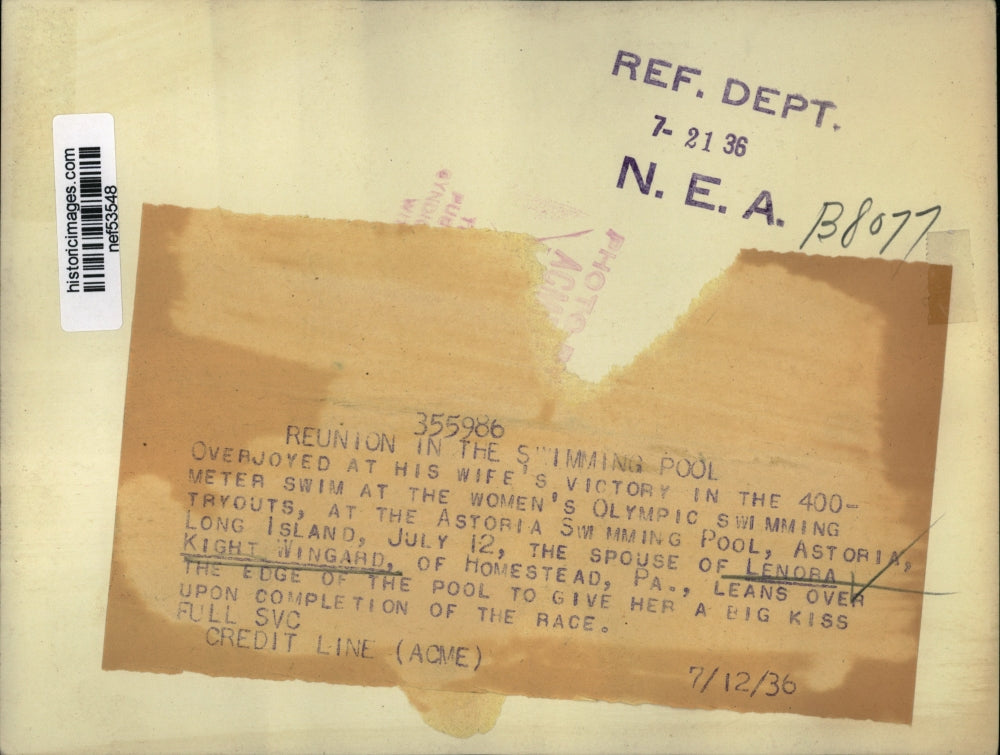 REF. DEPT.
7- 21 36
N. E. A.
B8077
historicimages.com
nef53548
PHOTO
355986
REUNION IN THE SWIMMING POOL
OVERJOYED AT HIS WIFE'S VICTORY IN THE 400-
METER SWIM AT THE WOMEN'S OLYMPIC SWIMMING
TRYOUTS, AT THE ASTORIA SWIMMING POOL, ASTORIA,
LONG ISLAND, JULY 12, THE SPOUSE OF LENORA
KIGHT WINGARD, OF HOMESTEAD, PA., LEANS OVER
THE EDGE OF THE POOL TO GIVE HER A BIG KISS
UPON COMPLETION OF THE RACE.
FULL SVC
CREDIT LINE (ACME)
7/12/36